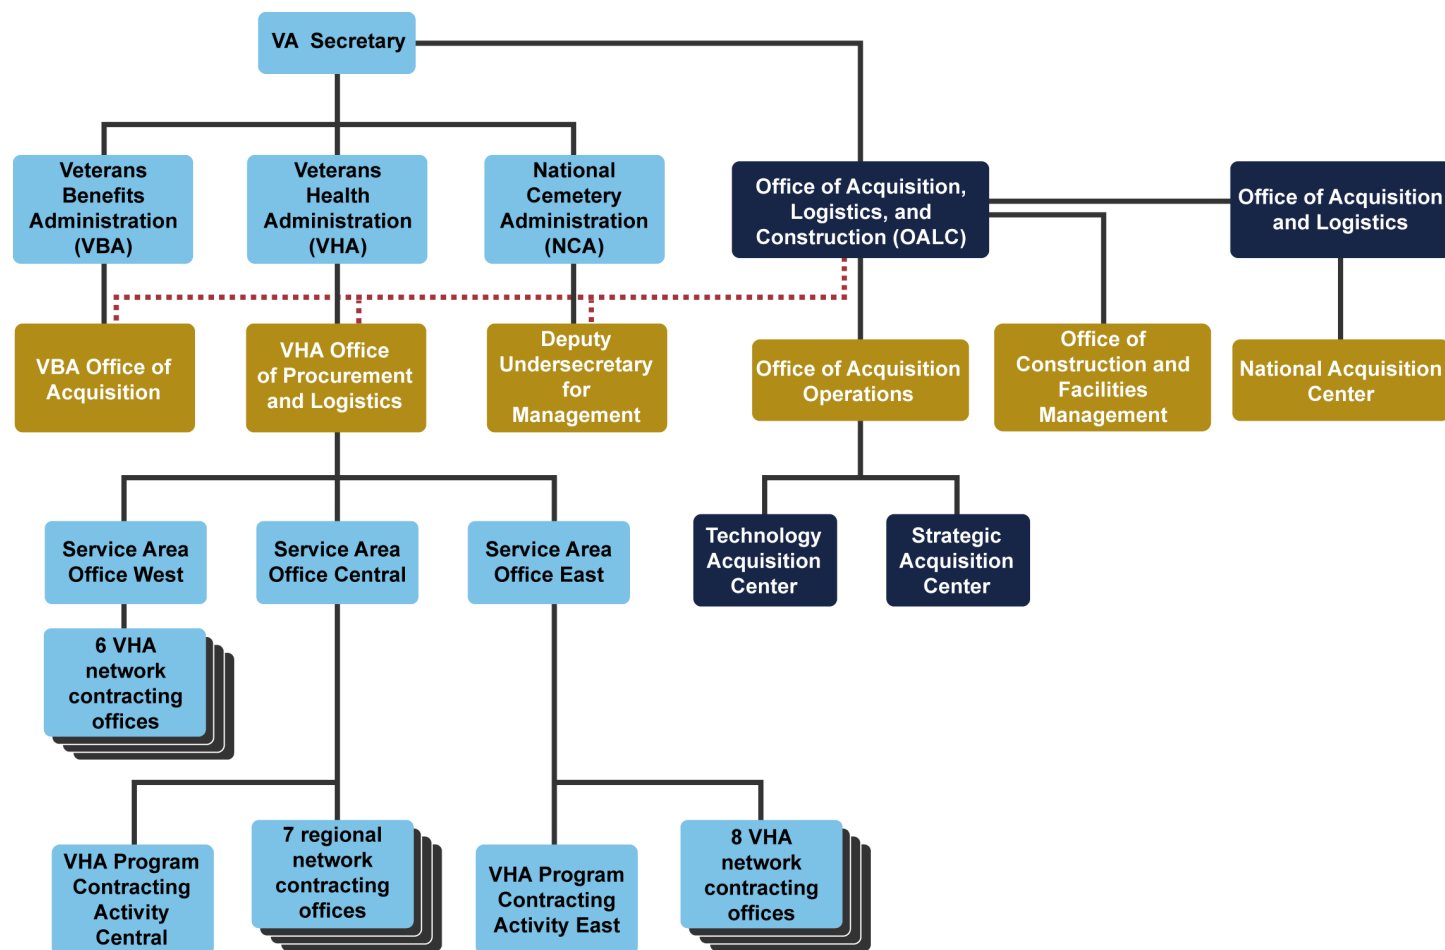 VA  Secretary
Veterans
Benefits
Administration
(VBA)
Veterans
Health
Administration
(VHA)
National
Cemetery
Administration
(NCA)
Office of Acquisition,
Logistics, and
Construction (OALC)
Office of Acquisition
and Logistics
VBA Office of
Acquisition
VHA Office
of Procurement
and Logistics
Deputy
Undersecretary
for
Management
Office of Acquisition
Operations
Office of
Construction and
Facilities
Management
National Acquisition
Center
Service Area
Office West
Service Area
Office Central
Service Area
Office East
Technology
Acquisition
Center
Strategic
Acquisition
Center
6 VHA
network
contracting
offices
VHA Program
Contracting
Activity
Central
7 regional
network
contracting
offices
VHA Program
Contracting
Activity East
8 VHA
network
contracting
offices